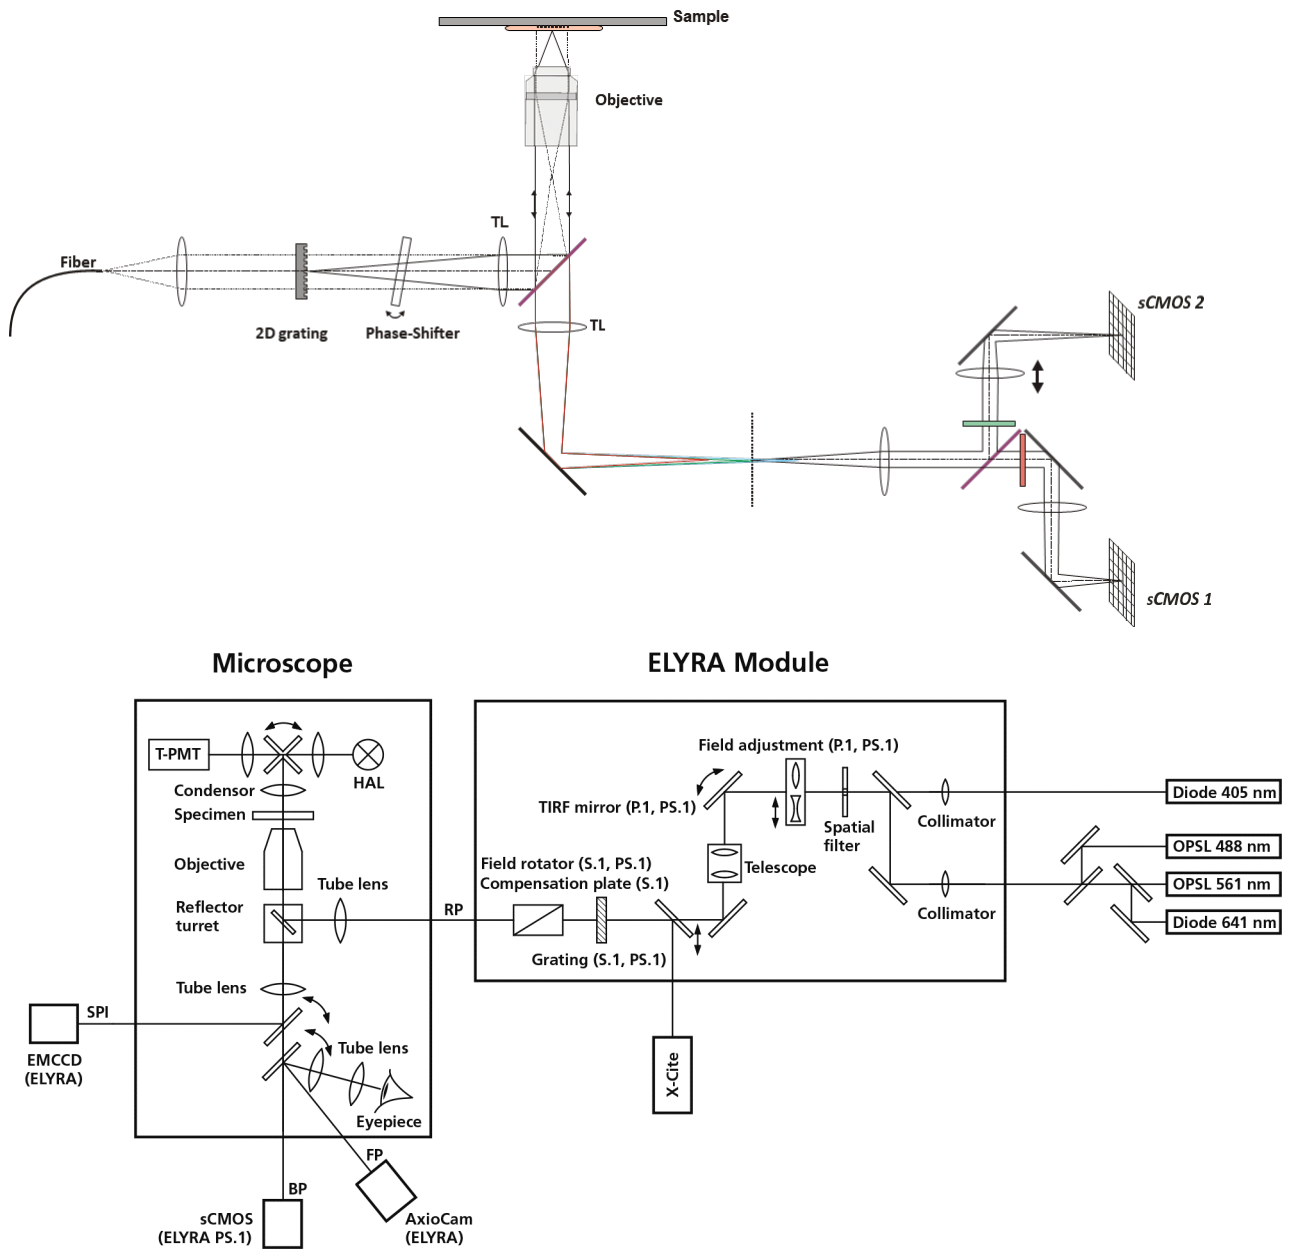 Sample
Objective
TL
Fiber
2D grating
Phase-Shifter
TL
sCMOS 2
sCMOS 1
Microscope
ELYRA Module
T-PMT
HAL
Condensor
Specimen
Objective
Tube lens
Reflector
turret
RP
Tube lens
SPI
EMCCD
(ELYRA)
Tube lens
Eyepiece
FP
BP
sCMOS
(ELYRA PS.1)
AxioCam
(ELYRA)
Field adjustment (P.1, PS.1)
TIRF mirror (P.1, PS.1)
Spatial
filter
Collimator
Telescope
Field rotator (S.1, PS.1)
Compensation plate (S.1)
Collimator
Grating (S.1, PS.1)
X-Cite
Diode 405 nm
OPSL 488 nm
OPSL 561 nm
Diode 641 nm